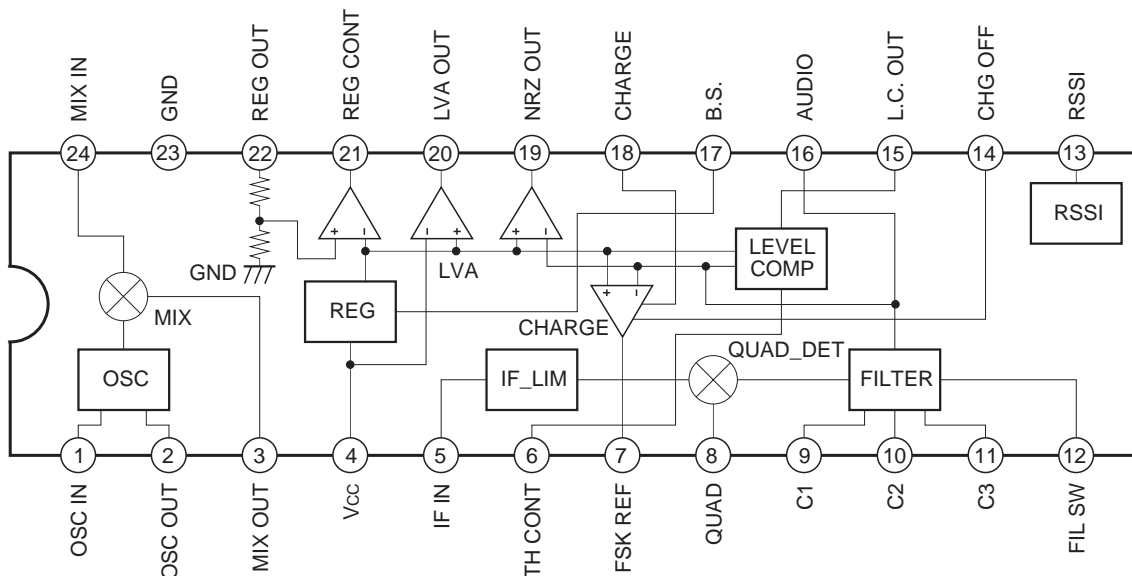 MIX IN
GND
REG OUT
REG CONT
LVA OUT
NRZ OUT
CHARGE
B.S.
AUDIO
L.C. OUT
CHG OFF
RSSI
24
23
22
21
20
19
18
17
16
15
14
13
RSSI
+
−
−
+
+
−
LEVEL
COMP
GND
LVA
REG
+
−
MIX
CHARGE
QUAD_DET
OSC
IF_LIM
FILTER
1
2
3
4
5
6
7
8
9
10
11
12
OSC IN
OSC OUT
MIX OUT
Vcc
IF IN
TH CONT
FSK REF
QUAD
C1
C2
C3
FIL SW